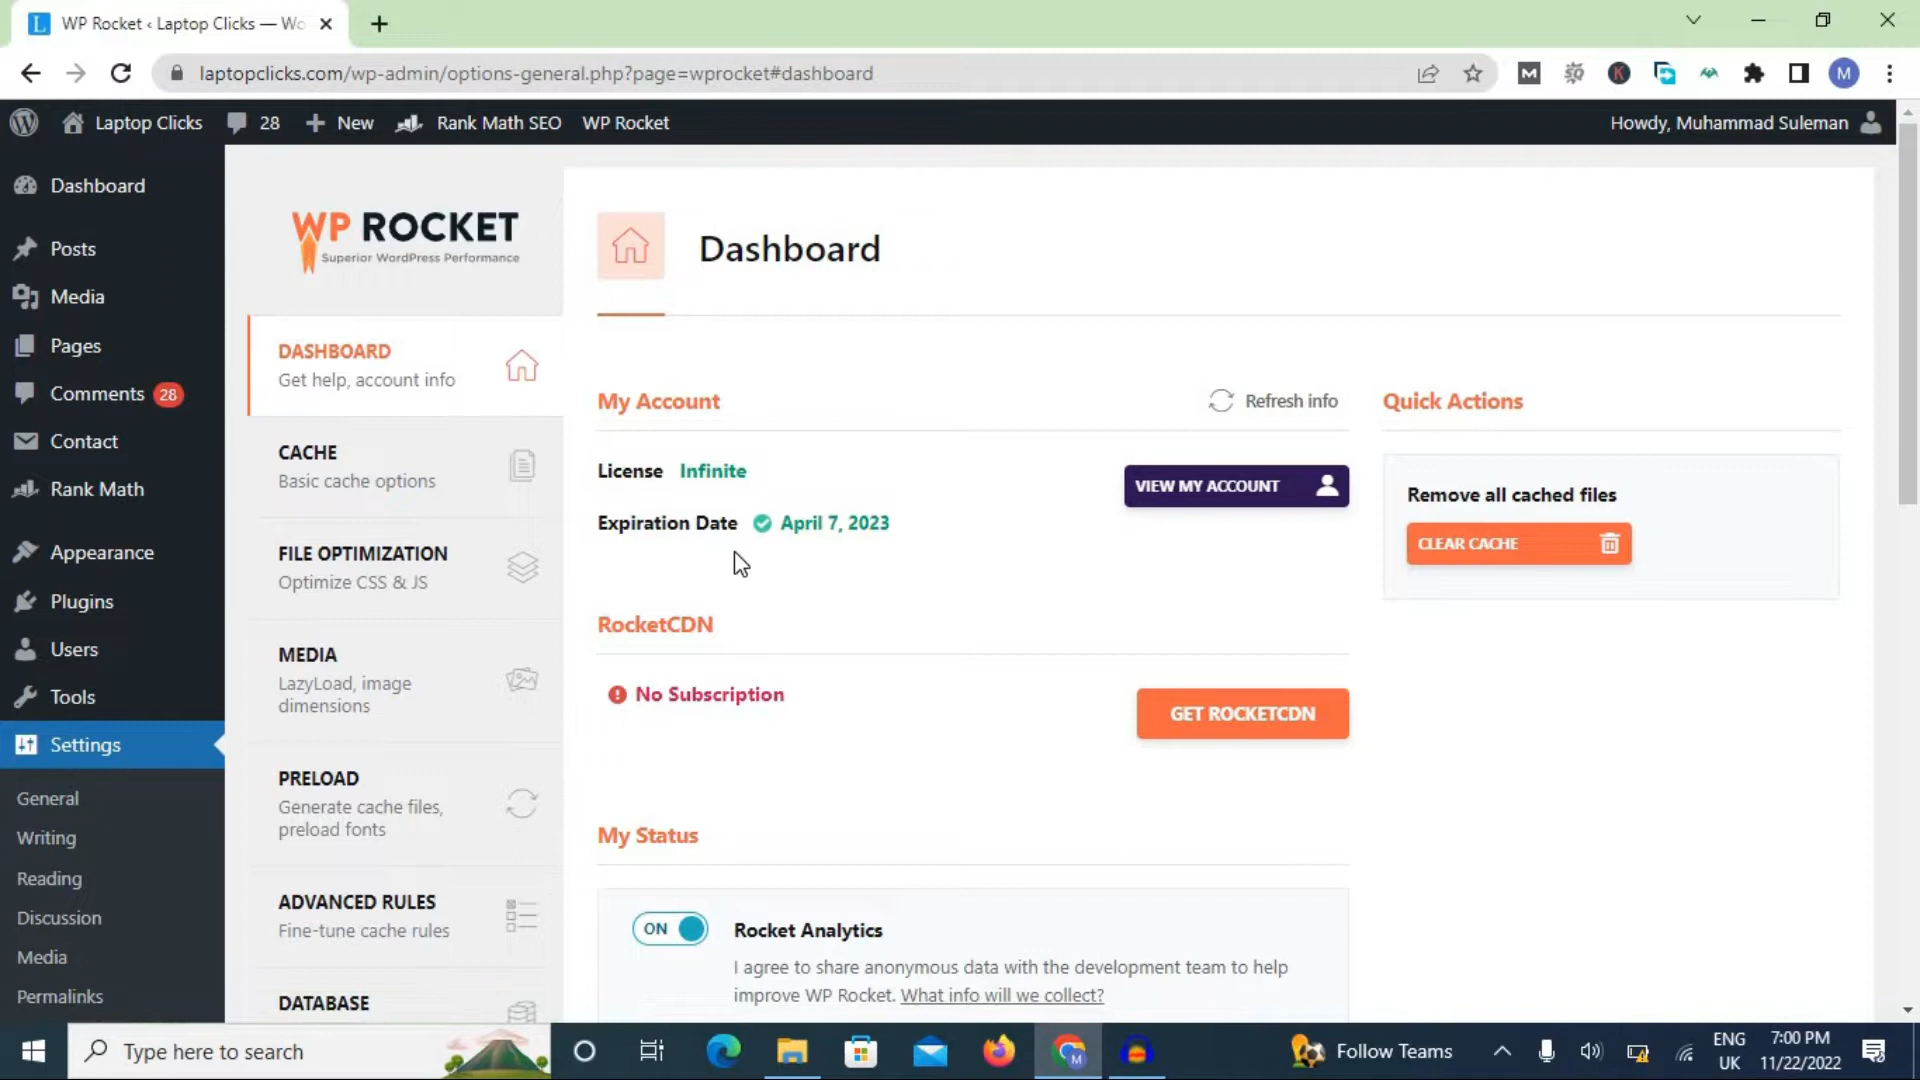 WP Rocket ‹ Laptop Clicks — Wo
laptopclicks.com/wp-admin/options-general.php?page=wprocket#dashboard
M
Laptop Clicks
28
New
Rank Math SEO
WP Rocket
Howdy, Muhammad Suleman
Dashboard
Posts
Media
Pages
Comments 28
Contact
Rank Math
Appearance
Plugins
Users
Tools
Settings
General
Writing
Reading
Discussion
Media
Permalinks
WP ROCKET
Superior WordPress Performance
DASHBOARD
Get help, account info
CACHE
Basic cache options
FILE OPTIMIZATION
Optimize CSS & JS
MEDIA
LazyLoad, image
dimensions
PRELOAD
Generate cache files,
preload fonts
ADVANCED RULES
Fine-tune cache rules
DATABASE
Dashboard
My Account
Refresh info
License Infinite
VIEW MY ACCOUNT
Expiration Date April 7, 2023
RocketCDN
No Subscription
GET ROCKETCDN
My Status
ON
Rocket Analytics
I agree to share anonymous data with the development team to help
improve WP Rocket. What info will we collect?
Quick Actions
Remove all cached files
CLEAR CACHE
Type here to search
Follow Teams
ENG
UK
7:00 PM
11/22/2022